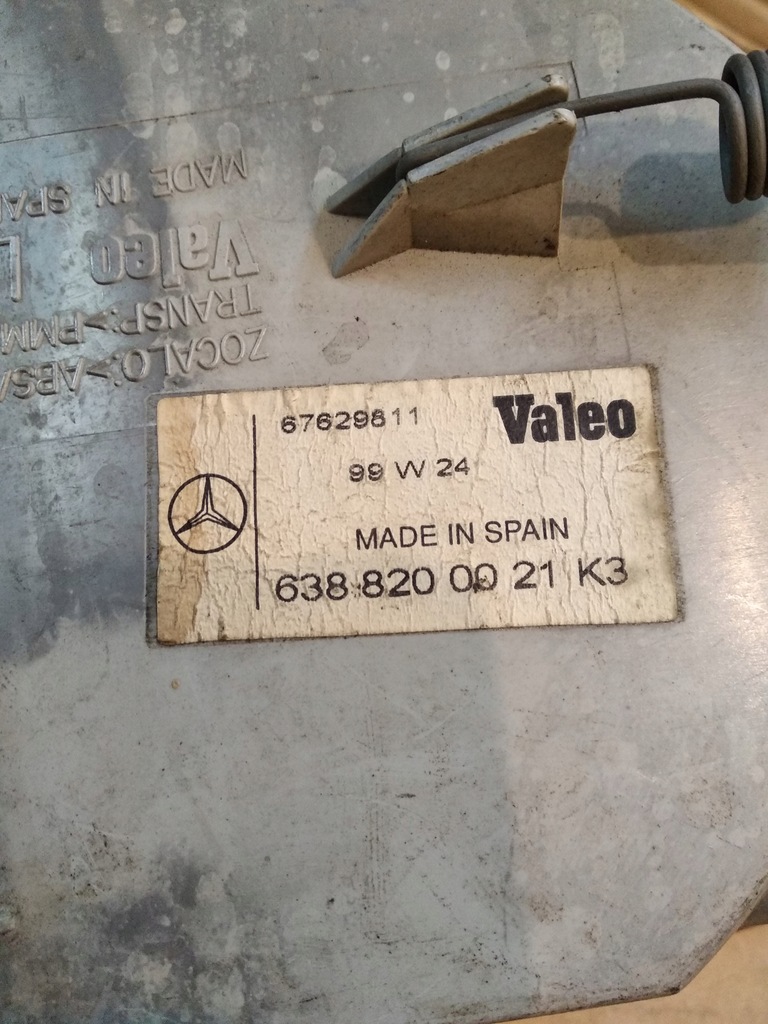 67629811
Valeo
99 W 24
MADE IN SPAIN
638 820 00 21 K3
ZOCALO:>ABS
TRANSP:>PMM
Valeo L
MADE IN SPA